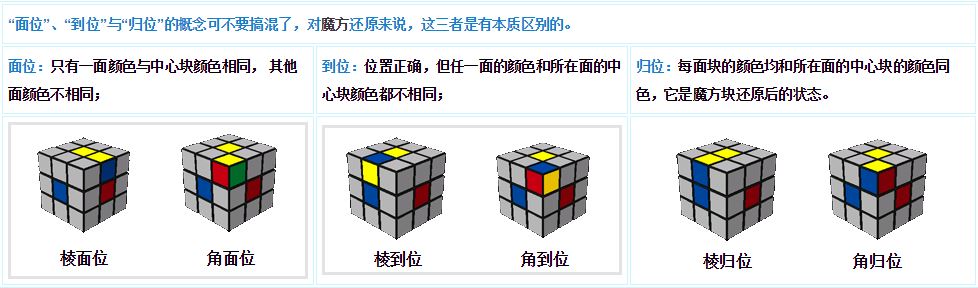 “面位”、“到位”与“归位”的概念可不要搞混了，对魔方还原来说，这三者是有本质区别的。
面位：只有一面颜色与中心块颜色相同， 其他
面颜色不相同；
到位：位置正确，但任一面的颜色和所在面的中
心块颜色都不相同；
归位：每面块的颜色均和所在面的中心块的颜色同
色，它是魔方块还原后的状态。
棱面位
角面位
棱到位
角到位
棱归位
角归位